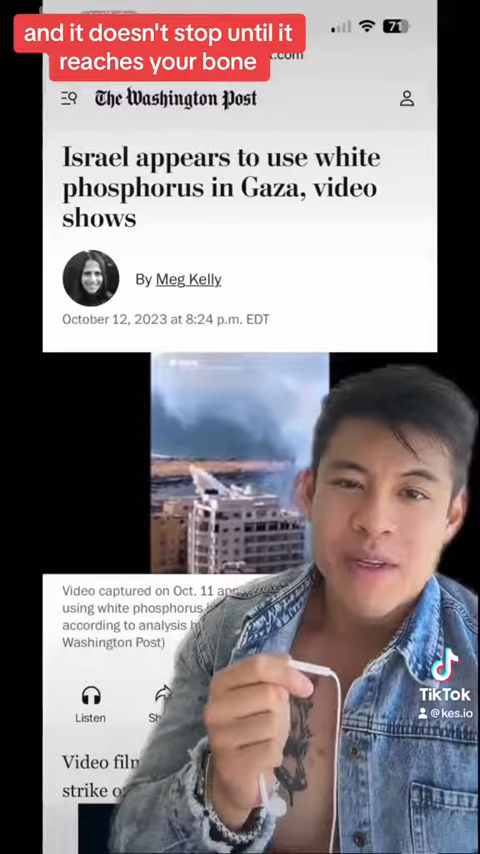 and it doesn't stop until it
reaches your bone
71
The Washington Post
Israel appears to use white
phosphorus in Gaza, video
shows
By Meg Kelly
October 12, 2023 at 8:24 p.m. EDT
Video captured on Oct. 11
using white phosphorus
according to analysis
Washington Post)
Listen
Video
strike
TikTok
@kes.io